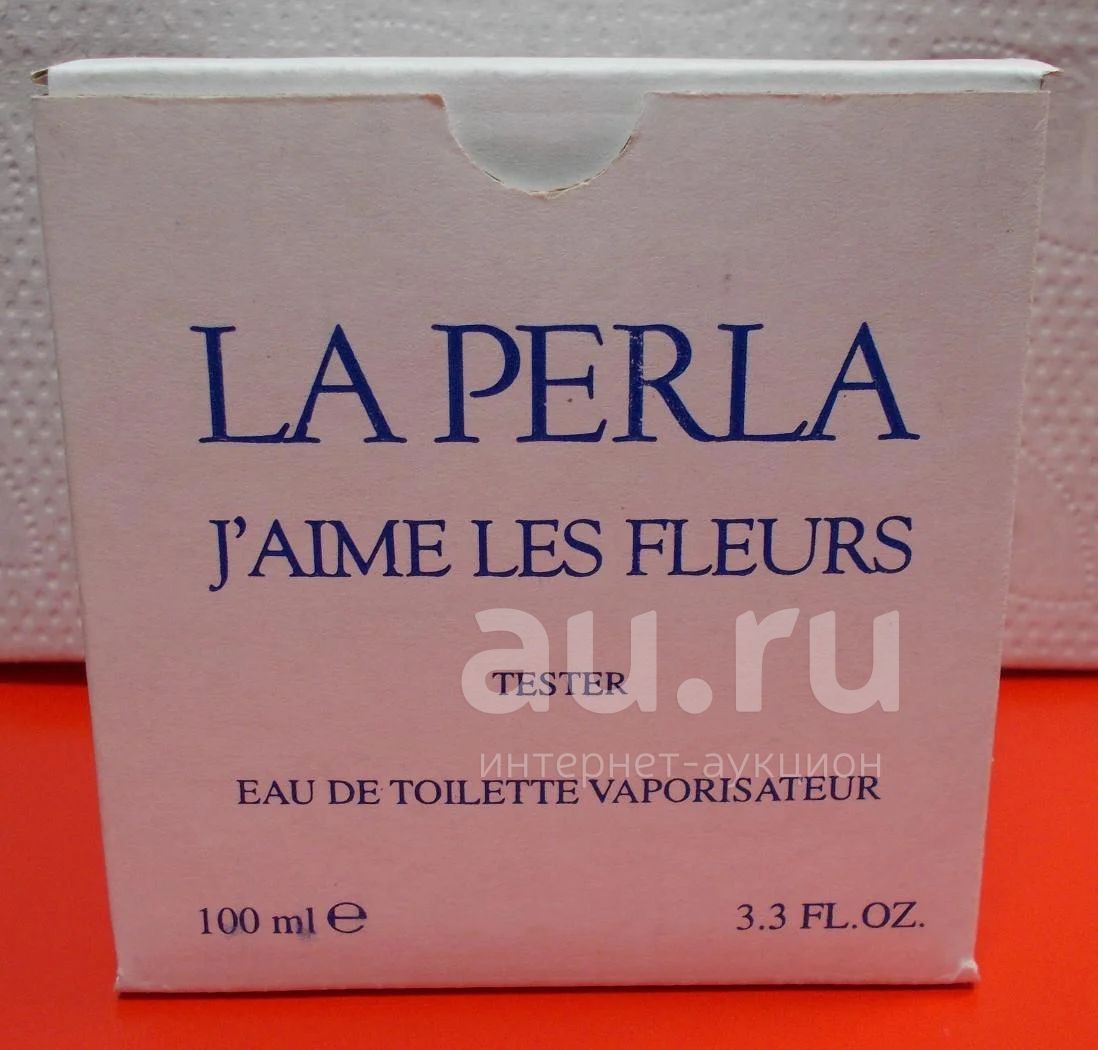 LA PERLA
J’AIME LES FLEURS
au.ru
TESTER
интернет-аукцион
EAU DE TOILETTE VAPORISATEUR
100 ml ℮
3.3 FL.OZ.